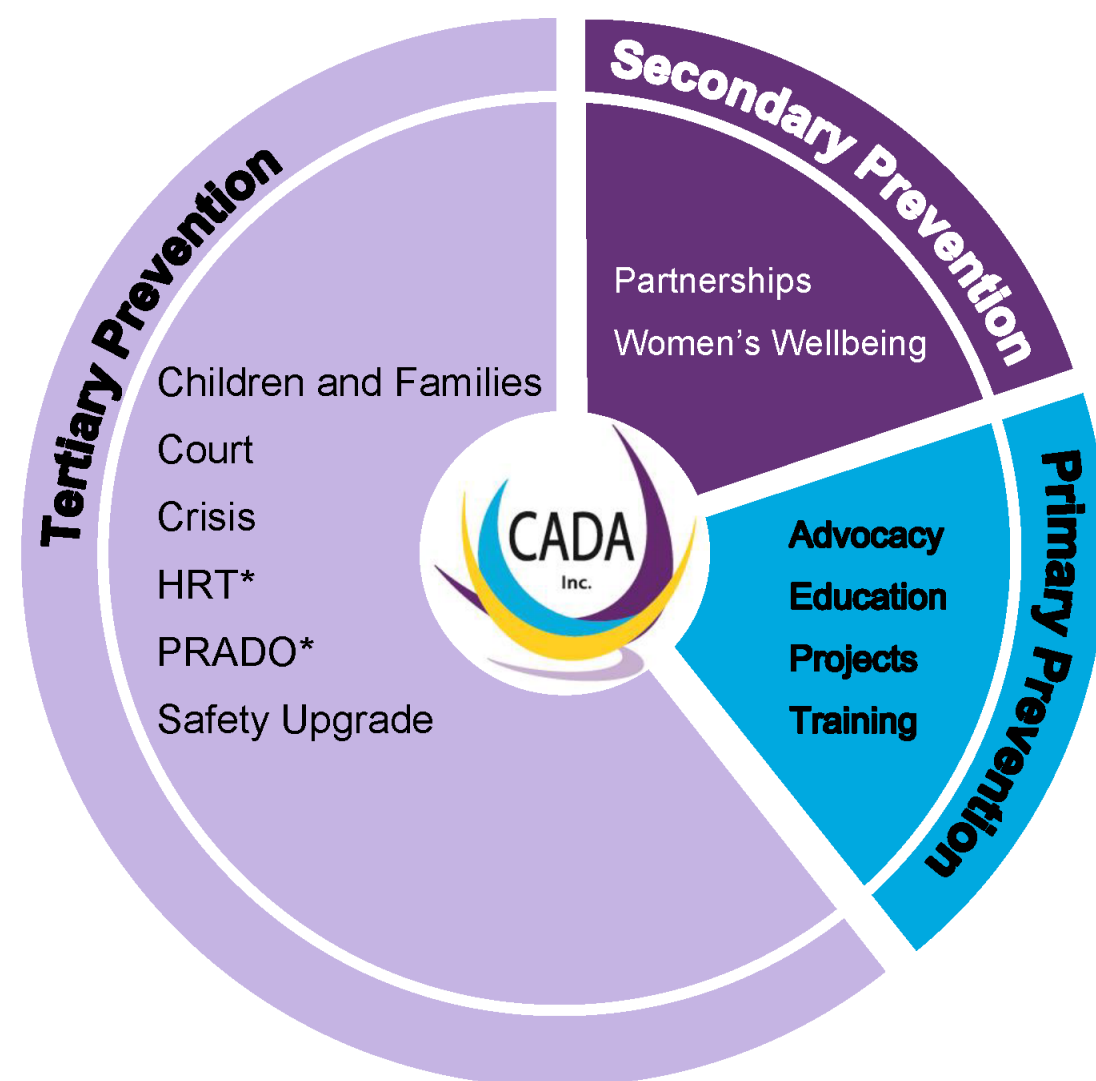 Tertiary Prevention
Children and Families
Court
Crisis
HRT*
PRADO*
Safety Upgrade
Secondary Prevention
Partnerships
Women’s Wellbeing
CADA
Inc.
Primary Prevention
Advocacy
Education
Projects
Training